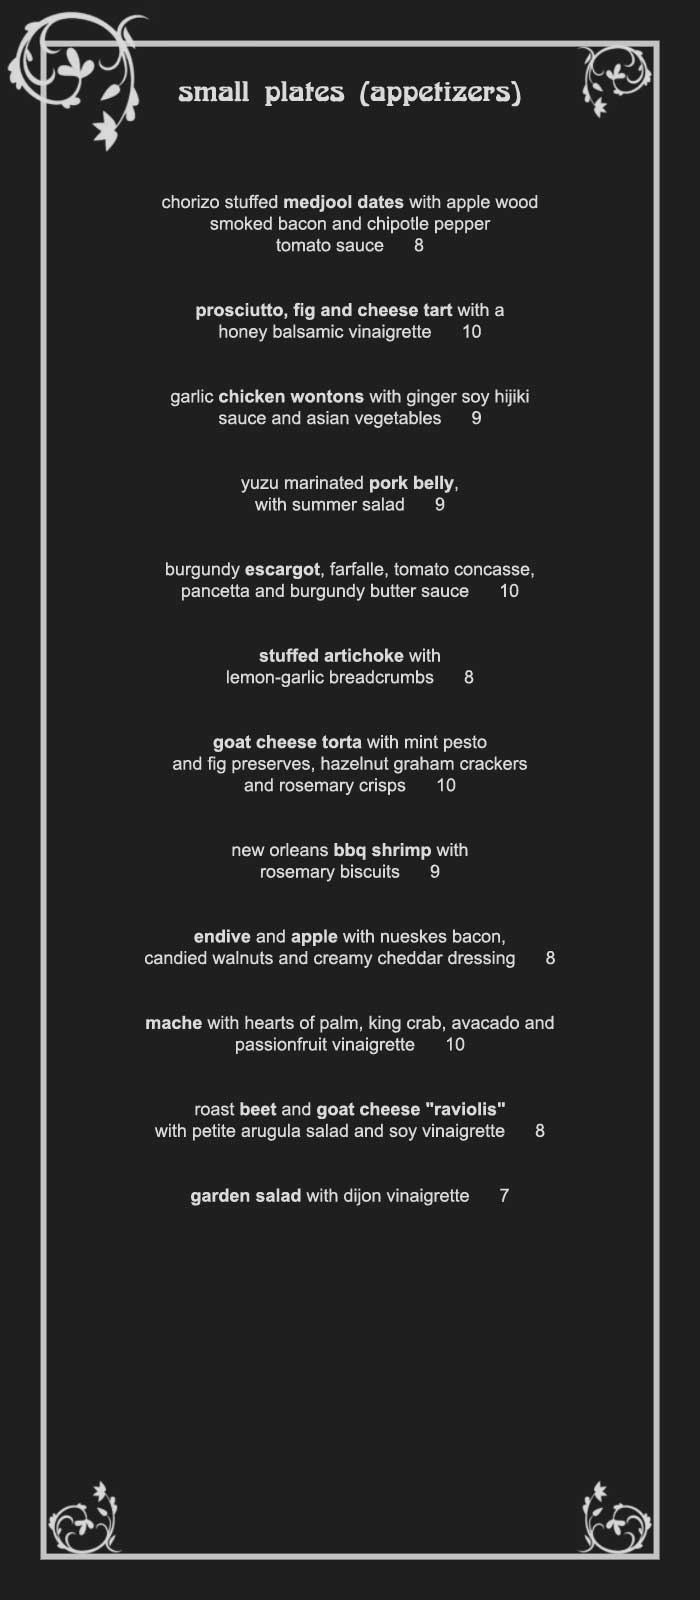 small plates (appetizers)
chorizo stuffed medjool dates with apple wood
smoked bacon and chipotle pepper
tomato sauce 8
prosciutto, fig and cheese tart with a
honey balsamic vinaigrette 10
garlic chicken wontons with ginger soy hijiki
sauce and asian vegetables 9
yuzu marinated pork belly,
with summer salad 9
burgundy escargot, farfalle, tomato concasse,
pancetta and burgundy butter sauce 10
stuffed artichoke with
lemon-garlic breadcrumbs 8
goat cheese torta with mint pesto
and fig preserves, hazelnut graham crackers
and rosemary crisps 10
new orleans bbq shrimp with
rosemary biscuits 9
endive and apple with nueskes bacon,
candied walnuts and creamy cheddar dressing 8
mache with hearts of palm, king crab, avacado and
passionfruit vinaigrette 10
roast beet and goat cheese "raviolis"
with petite arugula salad and soy vinaigrette 8
garden salad with dijon vinaigrette 7